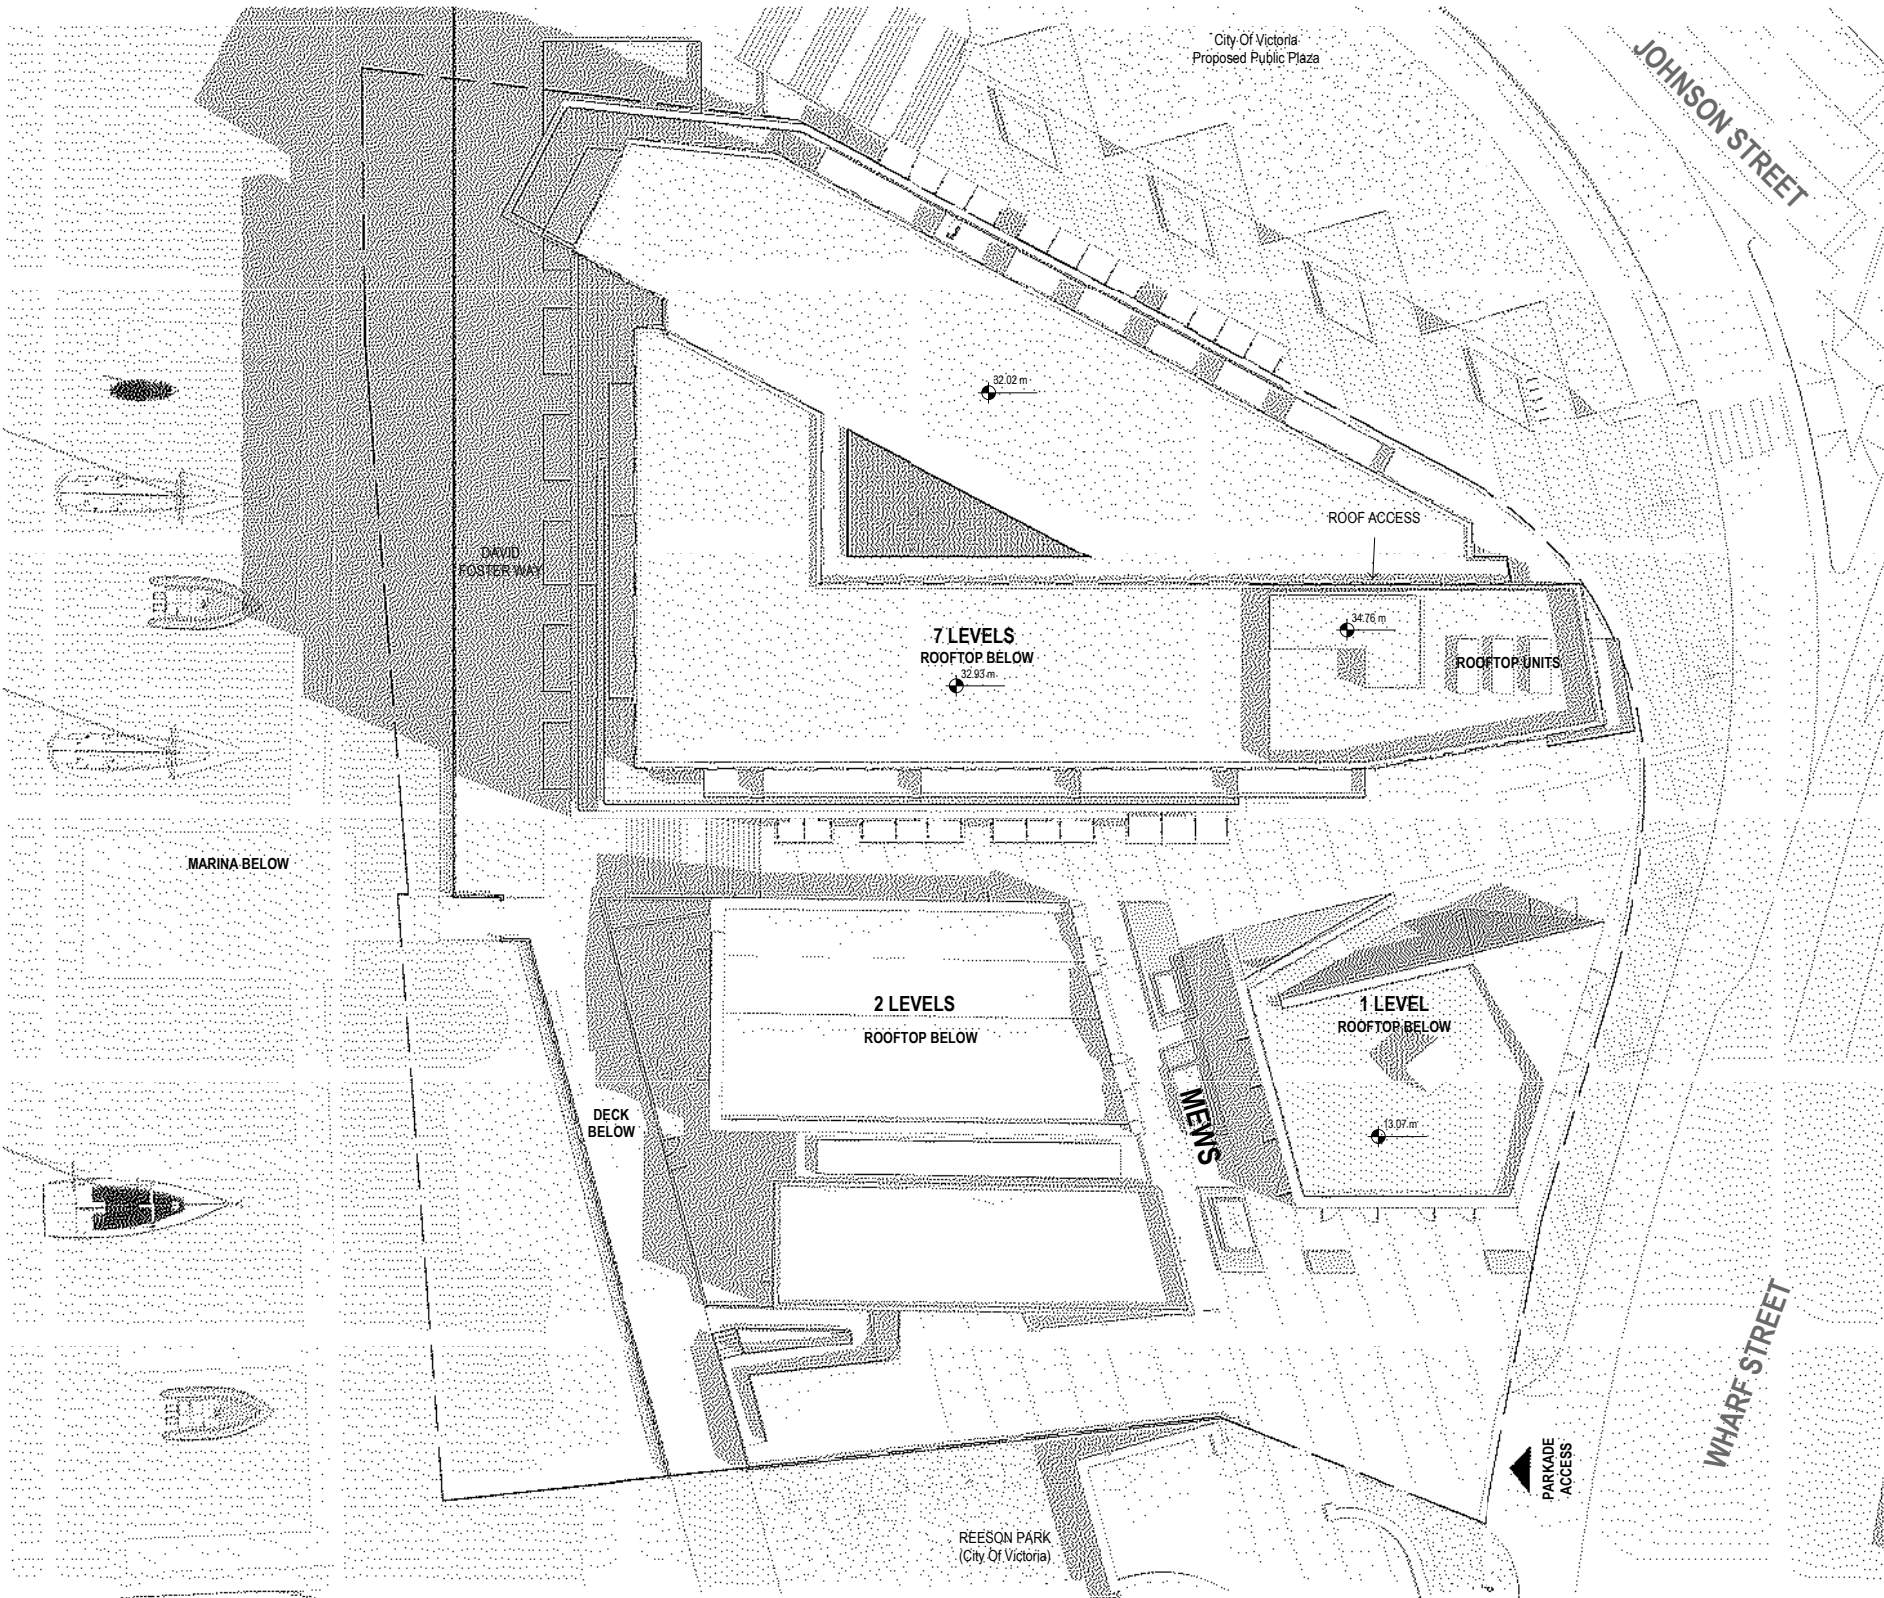 City Of Victoria
Proposed Public Plaza
JOHNSON STREET
32.02 m
ROOF ACCESS
DAVID
FOSTER WAY
34.76 m
7 LEVELS
ROOFTOP BELOW
32.93 m
ROOFTOP UNITS
MARINA BELOW
2 LEVELS
ROOFTOP BELOW
1 LEVEL
ROOFTOP BELOW
DECK
BELOW
MEWS
13.07 m
WHARF STREET
PARKADE
ACCESS
REESON PARK
(City Of Victoria)